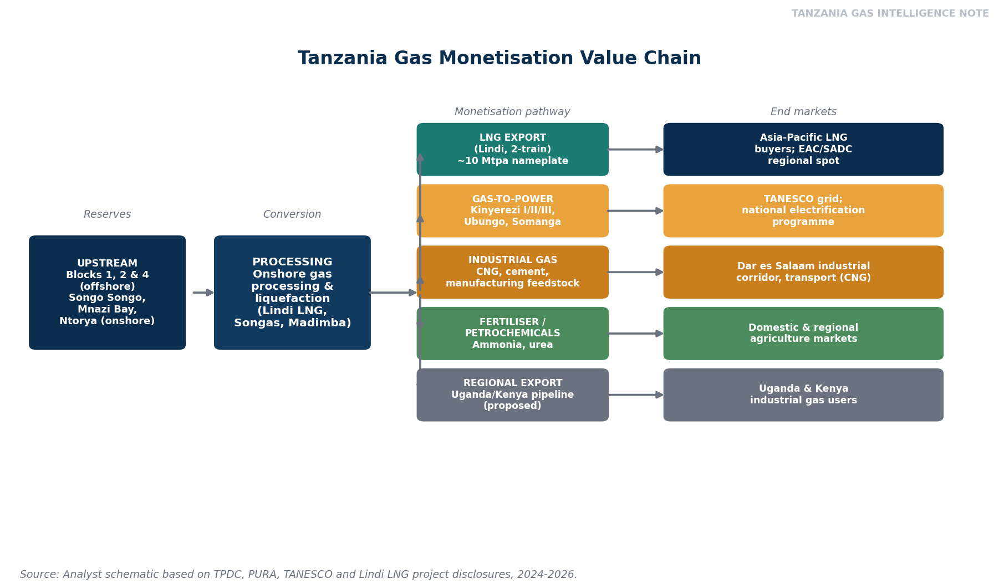 TANZANIA GAS INTELLIGENCE NOTE
Tanzania Gas Monetisation Value Chain
Reserves
UPSTREAM
Blocks 1, 2 & 4
(offshore)
Songo Songo,
Mnazi Bay,
Ntorya (onshore)
Conversion
PROCESSING
Onshore gas
processing &
liquefaction
(Lindi LNG,
Songas, Madimba)
Monetisation pathway
End markets
LNG EXPORT
(Lindi, 2-train)
~10 Mtpa nameplate
Asia-Pacific LNG
buyers; EAC/SADC
regional spot
GAS-TO-POWER
Kinyerezi I/II/III,
Ubungo, Somanga
TANESCO grid;
national electrification
programme
INDUSTRIAL GAS
CNG, cement,
manufacturing feedstock
Dar es Salaam industrial
corridor, transport (CNG)
FERTILISER /
PETROCHEMICALS
Ammonia, urea
Domestic & regional
agriculture markets
REGIONAL EXPORT
Uganda/Kenya pipeline
(proposed)
Uganda & Kenya
industrial gas users
Source: Analyst schematic based on TPDC, PURA, TANESCO and Lindi LNG project disclosures, 2024-2026.